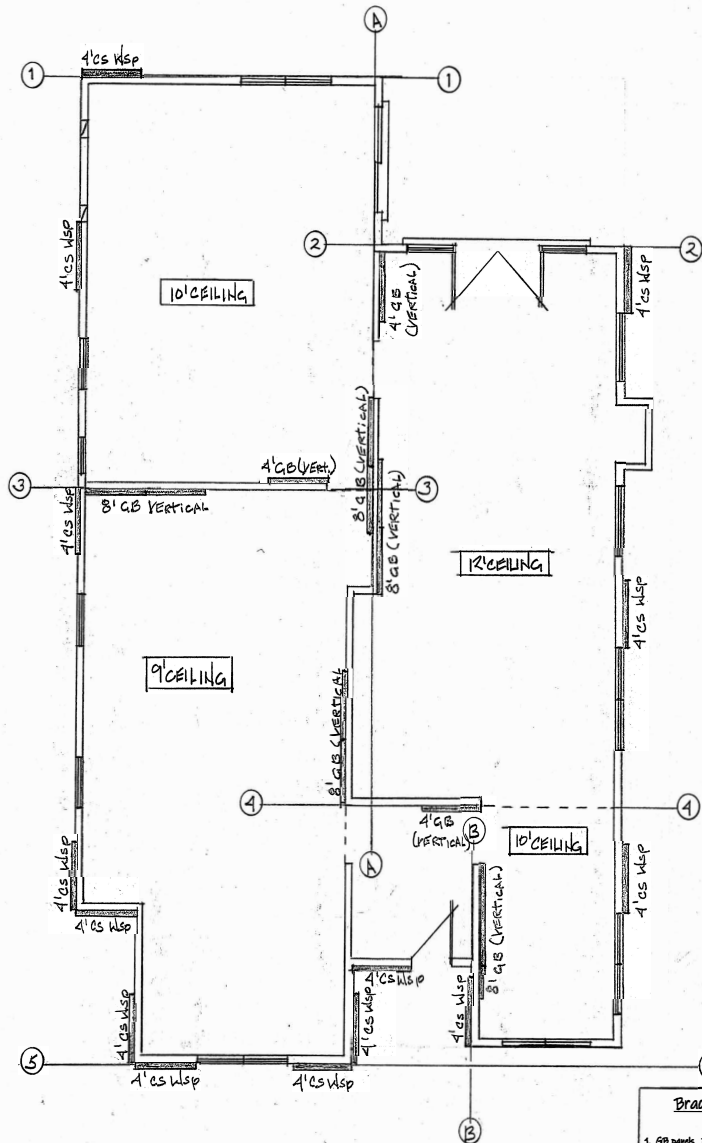 A
4'CS WSP
1
1
2
2
4'CS WSP
4'CS WSP
4' GB
(VERTICAL)
10'CEILING
8' GB (VERTICAL)
4'GB(VERT.)
3
3
8' GB VERTICAL
4'CS WSP
8' GB (VERTICAL)
12'CEILING
4'CS WSP
9'CEILING
8' GB (VERTICAL)
4
4
4'GB
(VERTICAL)
B
10'CEILING
4'CS WSP
4'CS WSP
A
4'CS WSP
8' GB (VERTICAL)
4'CS WSP
4'CS WSP
4'CS WSP
4'CS WSP
5
4'CS WSP
4'CS WSP
B
Brac
1. GB panels